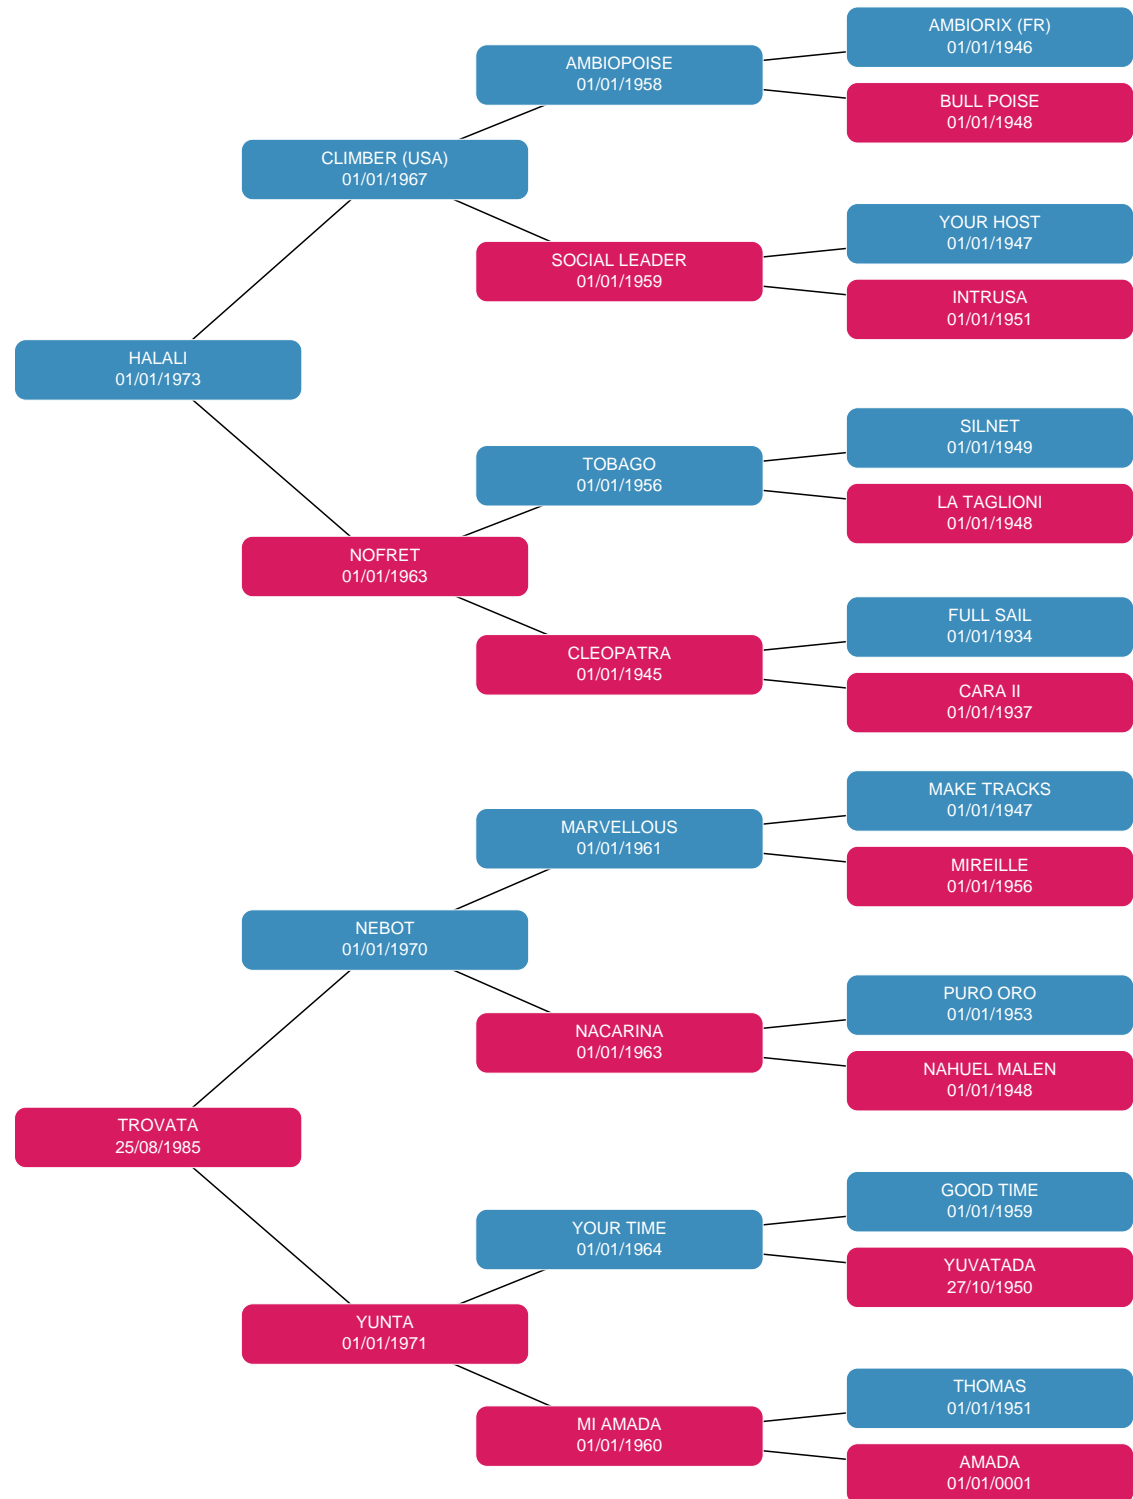 AMBIORIX (FR)
01/01/1946
AMBIOPOISE
01/01/1958
BULL POISE
01/01/1948
CLIMBER (USA)
01/01/1967
YOUR HOST
01/01/1947
SOCIAL LEADER
01/01/1959
INTRUSA
01/01/1951
HALALI
01/01/1973
SILNET
01/01/1949
TOBAGO
01/01/1956
LA TAGLIONI
01/01/1948
NOFRET
01/01/1963
FULL SAIL
01/01/1934
CLEOPATRA
01/01/1945
CARA II
01/01/1937
MAKE TRACKS
01/01/1947
MARVELLOUS
01/01/1961
MIREILLE
01/01/1956
NEBOT
01/01/1970
PURO ORO
01/01/1953
NACARINA
01/01/1963
NAHUEL MALEN
01/01/1948
TROVATA
25/08/1985
GOOD TIME
01/01/1959
YOUR TIME
01/01/1964
YUVATADA
27/10/1950
YUNTA
01/01/1971
THOMAS
01/01/1951
MI AMADA
01/01/1960
AMADA
01/01/0001